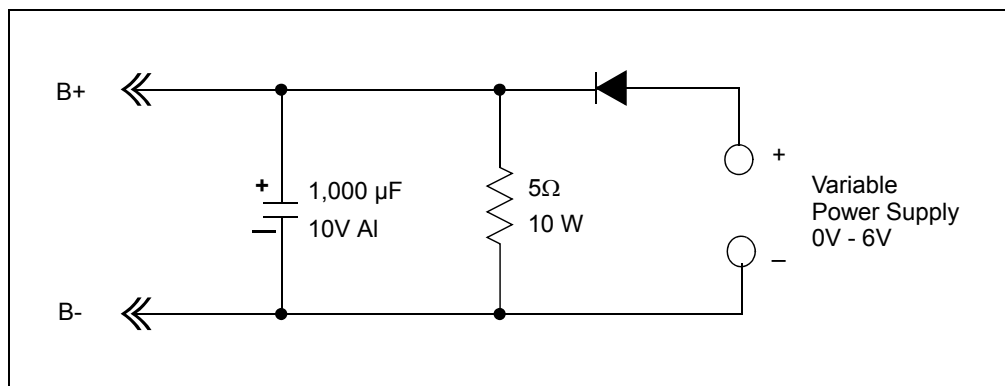 B+
+
1,000 µF
10V Al
–
5Ω
10 W
+
–
Variable
Power Supply
0V - 6V
B-